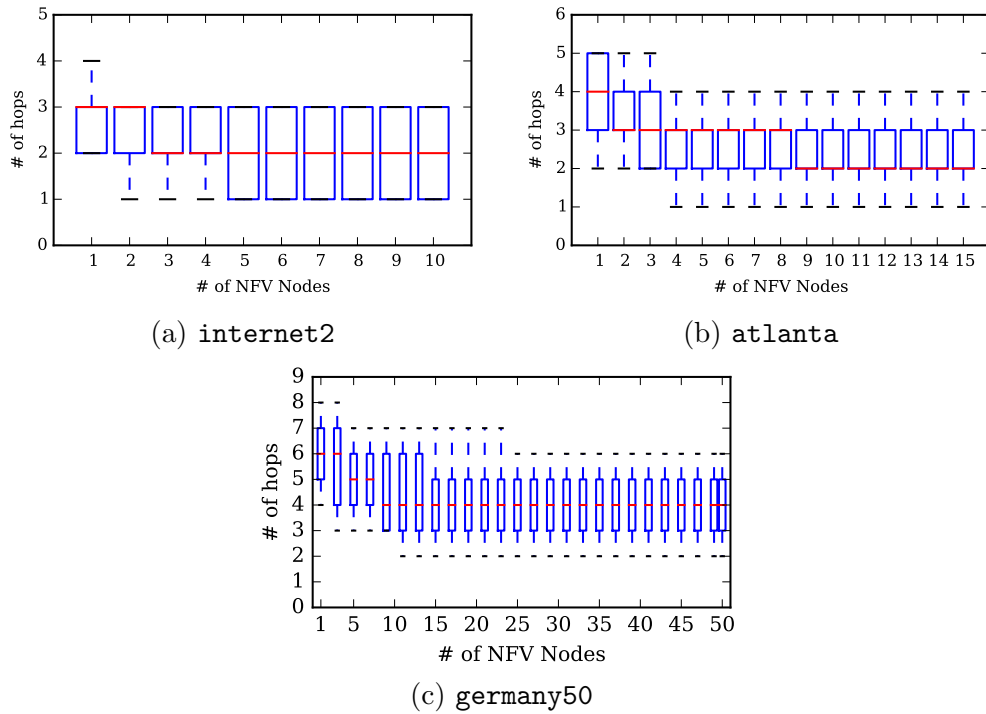 5
4
3
2
1
0
# of hops
1 2 3 4 5 6 7 8 9 10
# of NFV Nodes
(a) internet2
6
5
4
3
2
1
0
# of hops
1 2 3 4 5 6 7 8 9 10 11 12 13 14 15
# of NFV Nodes
(b) atlanta
9
8
7
6
5
4
3
2
1
0
# of hops
1 5 10 15 20 25 30 35 40 45 50
# of NFV Nodes
(c) germany50